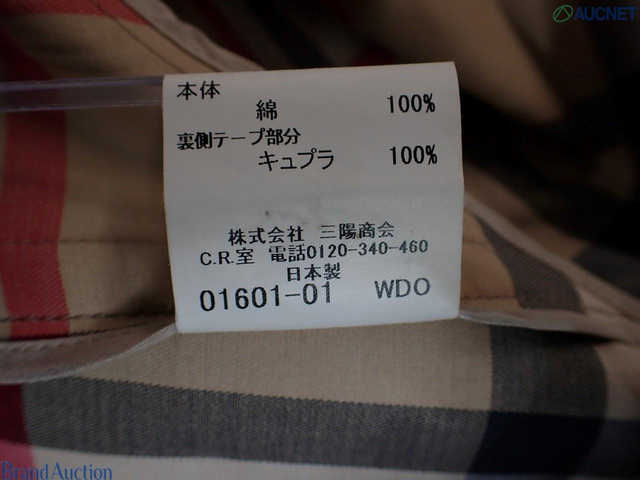 AUCNET
本体
綿 100%
裏側テープ部分
キュプラ 100%
株式会社 三陽商会
C.R.室 電話0120-340-460
日本製
01601-01 WDO
BrandAuction